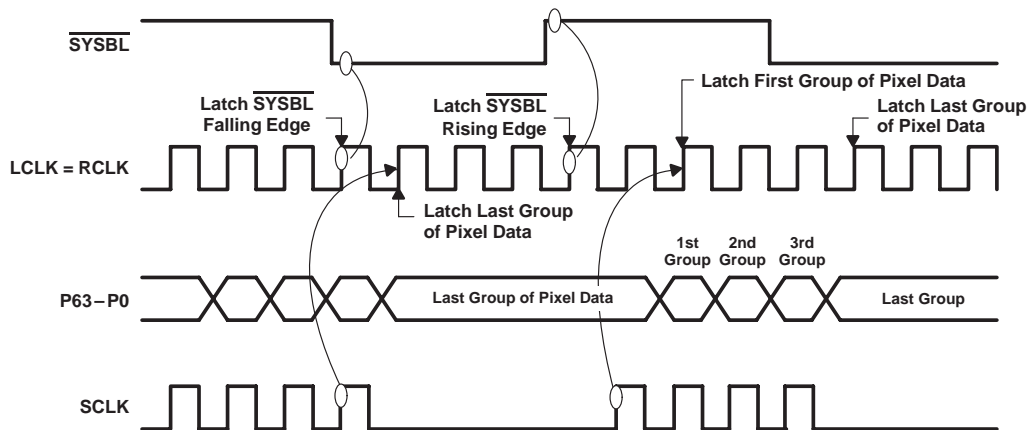 SYSBL
Latch SYSBL
Falling Edge
Latch SYSBL
Rising Edge
Latch First Group of Pixel Data
Latch Last Group
of Pixel Data
LCLK = RCLK
Latch Last Group
of Pixel Data
1st
Group
2nd
Group
3rd
Group
P63–P0
Last Group of Pixel Data
Last Group
SCLK